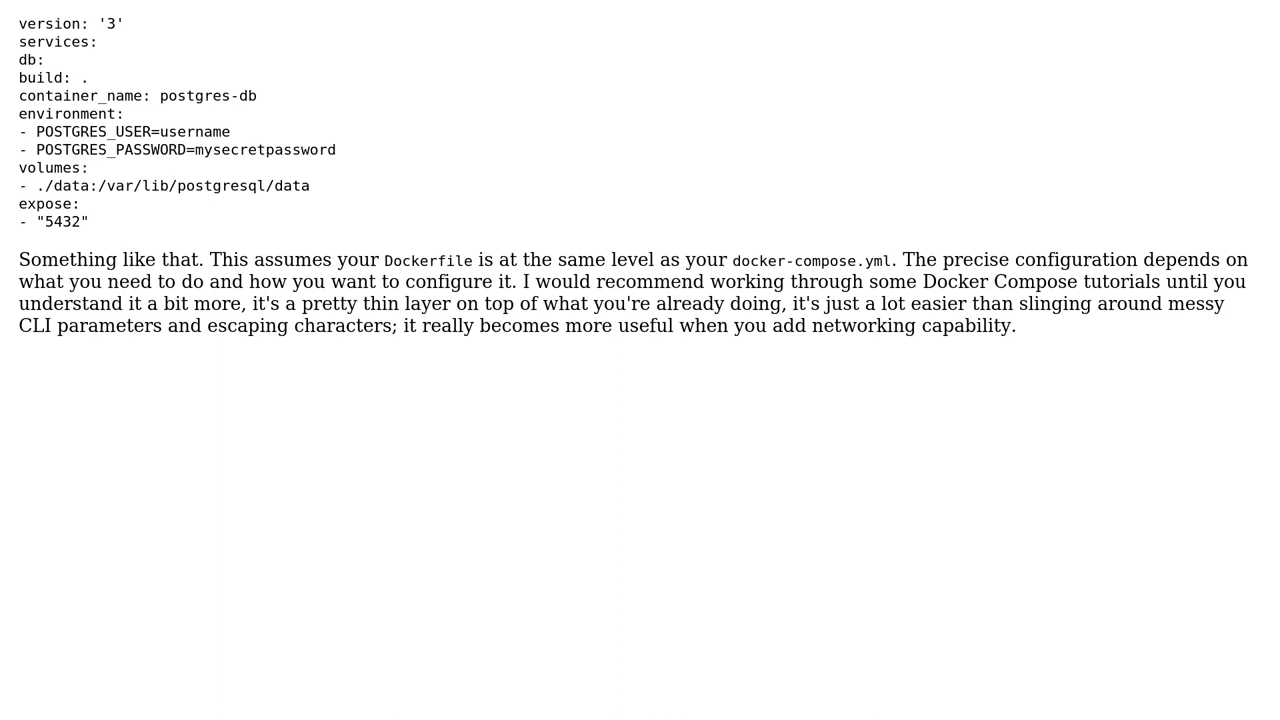 version: '3'
services:
db:
build: .
container_name: postgres-db
environment:
- POSTGRES_USER=username
- POSTGRES_PASSWORD=mysecretpassword
volumes:
- ./data:/var/lib/postgresql/data
expose:
- "5432"
Something like that. This assumes your Dockerfile is at the same level as your docker-compose.yml. The precise configuration depends on
what you need to do and how you want to configure it. I would recommend working through some Docker Compose tutorials until you
understand it a bit more, it's a pretty thin layer on top of what you're already doing, it's just a lot easier than slinging around messy
CLI parameters and escaping characters; it really becomes more useful when you add networking capability.